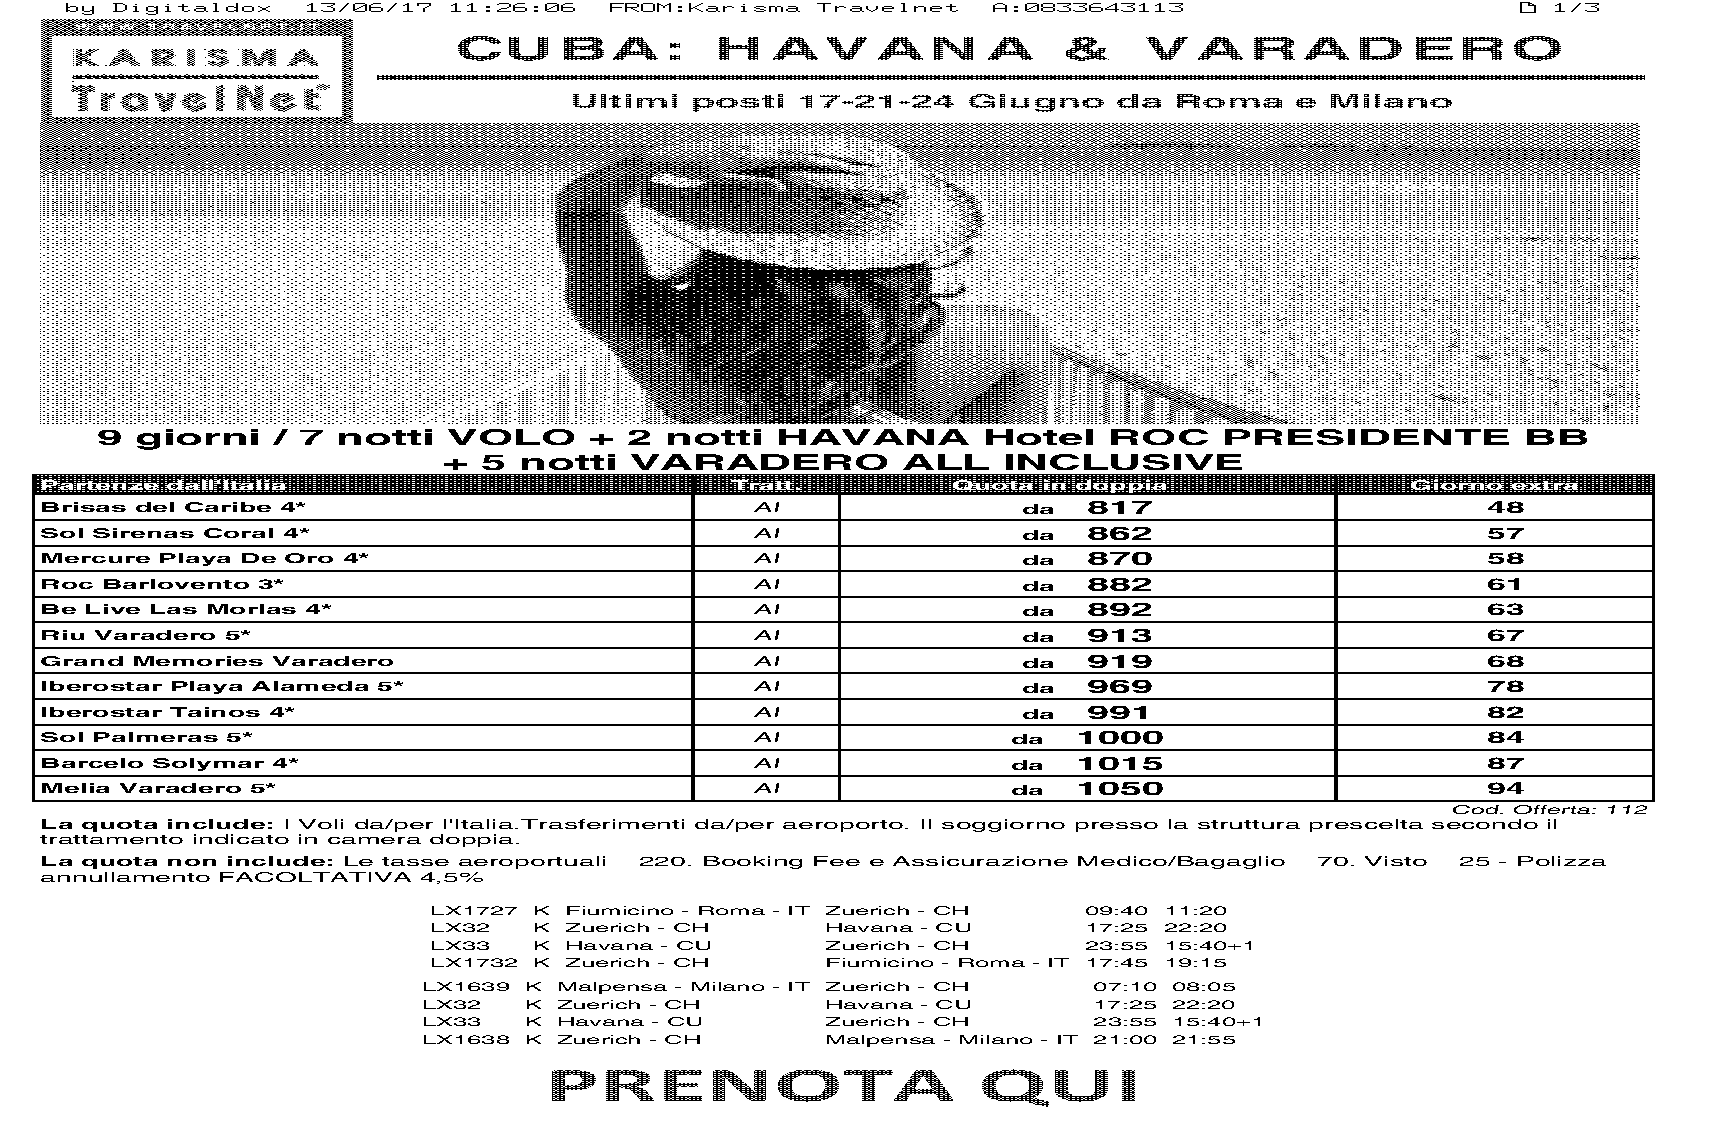 by Digitaldox 13/06/17 11:26:06 FROM:Karisma Travelnet A:0833643113 1/3
KARISMA
TravelNet
CUBA: HAVANA & VARADERO
Ultimi posti 17-21-24 Giugno da Roma e Milano
9 giorni / 7 notti VOLO + 2 notti HAVANA Hotel ROC PRESIDENTE BB
+ 5 notti VARADERO ALL INCLUSIVE
Partenze dall'Italia Tratt. Quota in doppia Giorno extra
Brisas del Caribe 4* AI da 817 48
Sol Sirenas Coral 4* AI da 862 57
Mercure Playa De Oro 4* AI da 870 58
Roc Barlovento 3* AI da 882 61
Be Live Las Morlas 4* AI da 892 63
Riu Varadero 5* AI da 913 67
Grand Memories Varadero AI da 919 68
Iberostar Playa Alameda 5* AI da 969 78
Iberostar Tainos 4* AI da 991 82
Sol Palmeras 5* AI da 1000 84
Barcelo Solymar 4* AI da 1015 87
Melia Varadero 5* AI da 1050 94
Cod. Offerta: 112
La quota include: I Voli da/per l'Italia.Trasferimenti da/per aeroporto. Il soggiorno presso la struttura prescelta secondo il
trattamento indicato in camera doppia.
La quota non include: Le tasse aeroportuali 220. Booking Fee e Assicurazione Medico/Bagaglio 70. Visto 25 - Polizza
annullamento FACOLTATIVA 4,5%
LX1727 K Fiumicino - Roma - IT Zuerich - CH 09:40 11:20
LX32 K Zuerich - CH Havana - CU 17:25 22:20
LX33 K Havana - CU Zuerich - CH 23:55 15:40+1
LX1732 K Zuerich - CH Fiumicino - Roma - IT 17:45 19:15
LX1639 K Malpensa - Milano - IT Zuerich - CH 07:10 08:05
LX32 K Zuerich - CH Havana - CU 17:25 22:20
LX33 K Havana - CU Zuerich - CH 23:55 15:40+1
LX1638 K Zuerich - CH Malpensa - Milano - IT 21:00 21:55
PRENOTA QUI